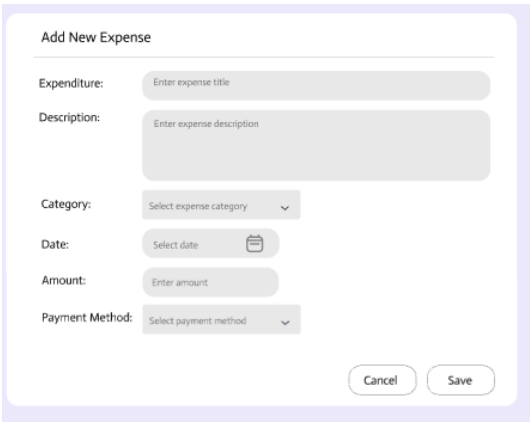 Add New Expense
Expenditure: Enter expense title
Description: Enter expense description
Category: Select expense category
Date: Select date
Amount: Enter amount
Payment Method: Select payment method
Cancel Save